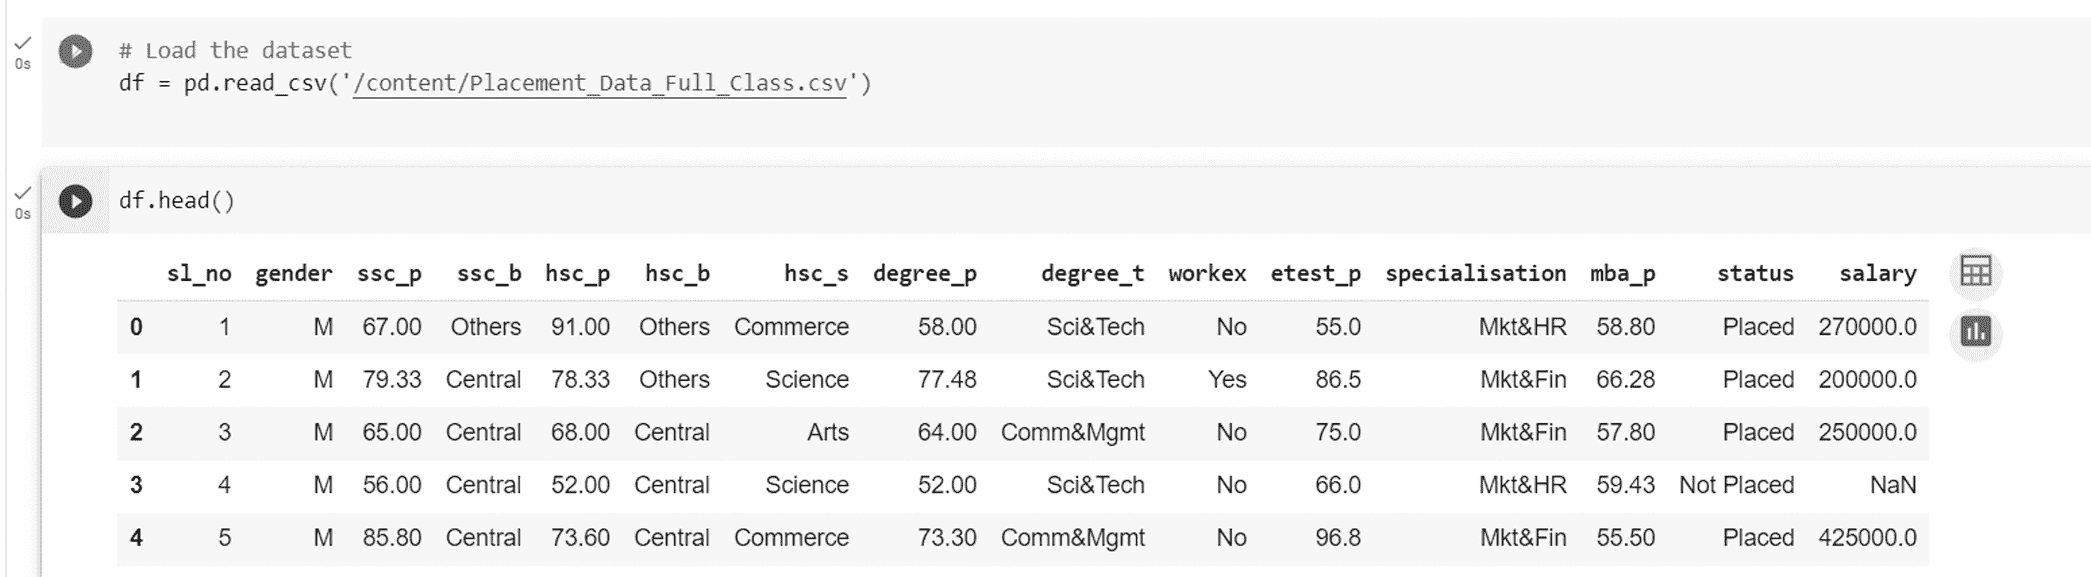 # Load the dataset
0s
df = pd.read_csv('/content/Placement_Data_Full_Class.csv')
df.head()
0s
sl_no gender ssc_p ssc_b hsc_p hsc_b hsc_s degree_p degree_t workex etest_p specialisation mba_p status salary
0 1 M 67.00 Others 91.00 Others Commerce 58.00 Sci&Tech No 55.0 Mkt&HR 58.80 Placed 270000.0
1 2 M 79.33 Central 78.33 Others Science 77.48 Sci&Tech Yes 86.5 Mkt&Fin 66.28 Placed 200000.0
2 3 M 65.00 Central 68.00 Central Arts 64.00 Comm&Mgmt No 75.0 Mkt&Fin 57.80 Placed 250000.0
3 4 M 56.00 Central 52.00 Central Science 52.00 Sci&Tech No 66.0 Mkt&HR 59.43 Not Placed NaN
4 5 M 85.80 Central 73.60 Central Commerce 73.30 Comm&Mgmt No 96.8 Mkt&Fin 55.50 Placed 425000.0